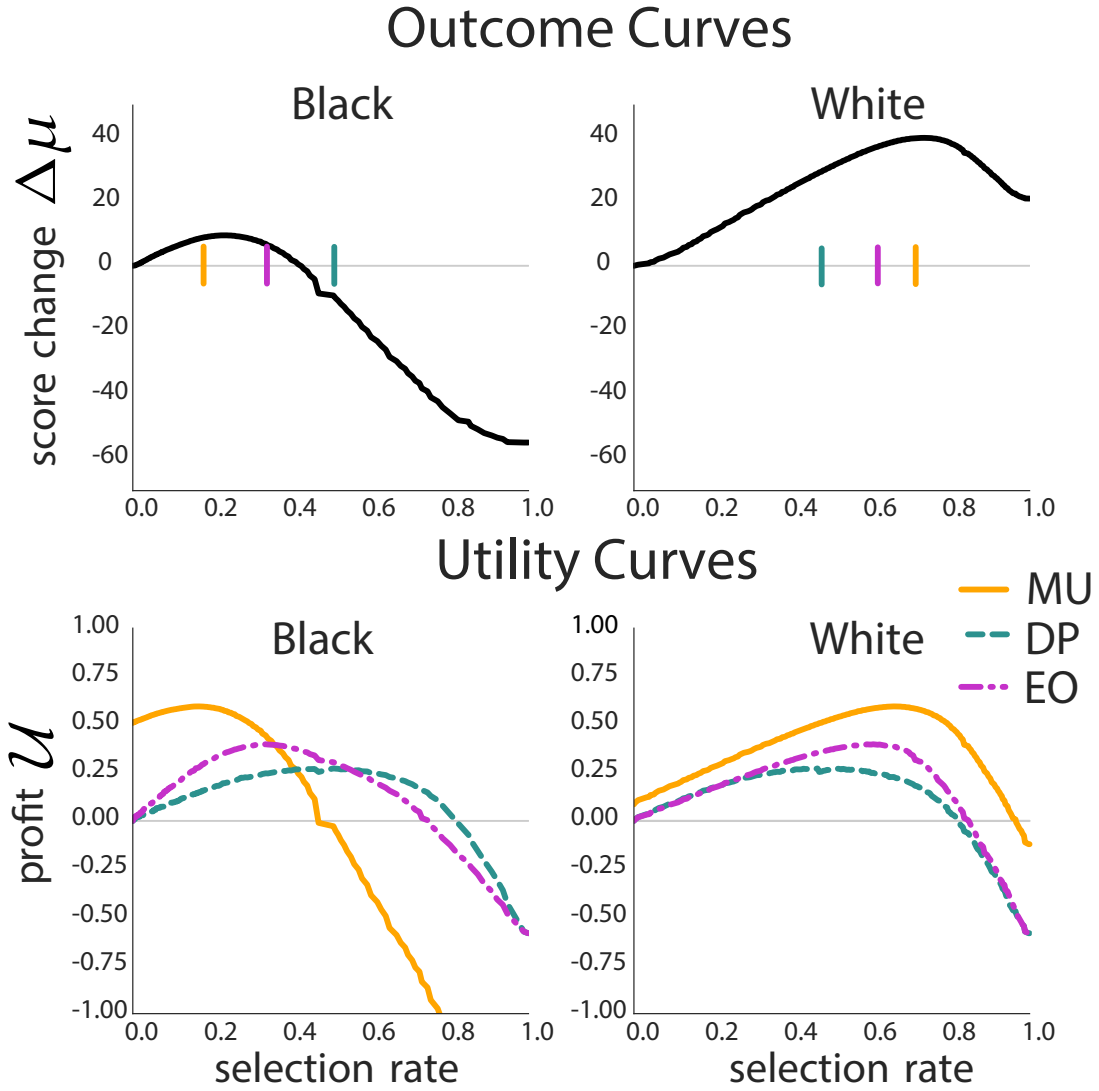 Outcome Curves
Black
White
score change Δμ
40
20
0
-20
-40
-60
0.0 0.2 0.4 0.6 0.8 1.0
40
20
0
-20
-40
-60
0.0 0.2 0.4 0.6 0.8 1.0
Utility Curves
MU
DP
EO
Black
White
profit 𝒰
1.00
0.75
0.50
0.25
0.00
-0.25
-0.50
-0.75
-1.00
0.0 0.2 0.4 0.6 0.8 1.0
selection rate
1.00
0.75
0.50
0.25
0.00
-0.25
-0.50
-0.75
-1.00
0.0 0.2 0.4 0.6 0.8 1.0
selection rate